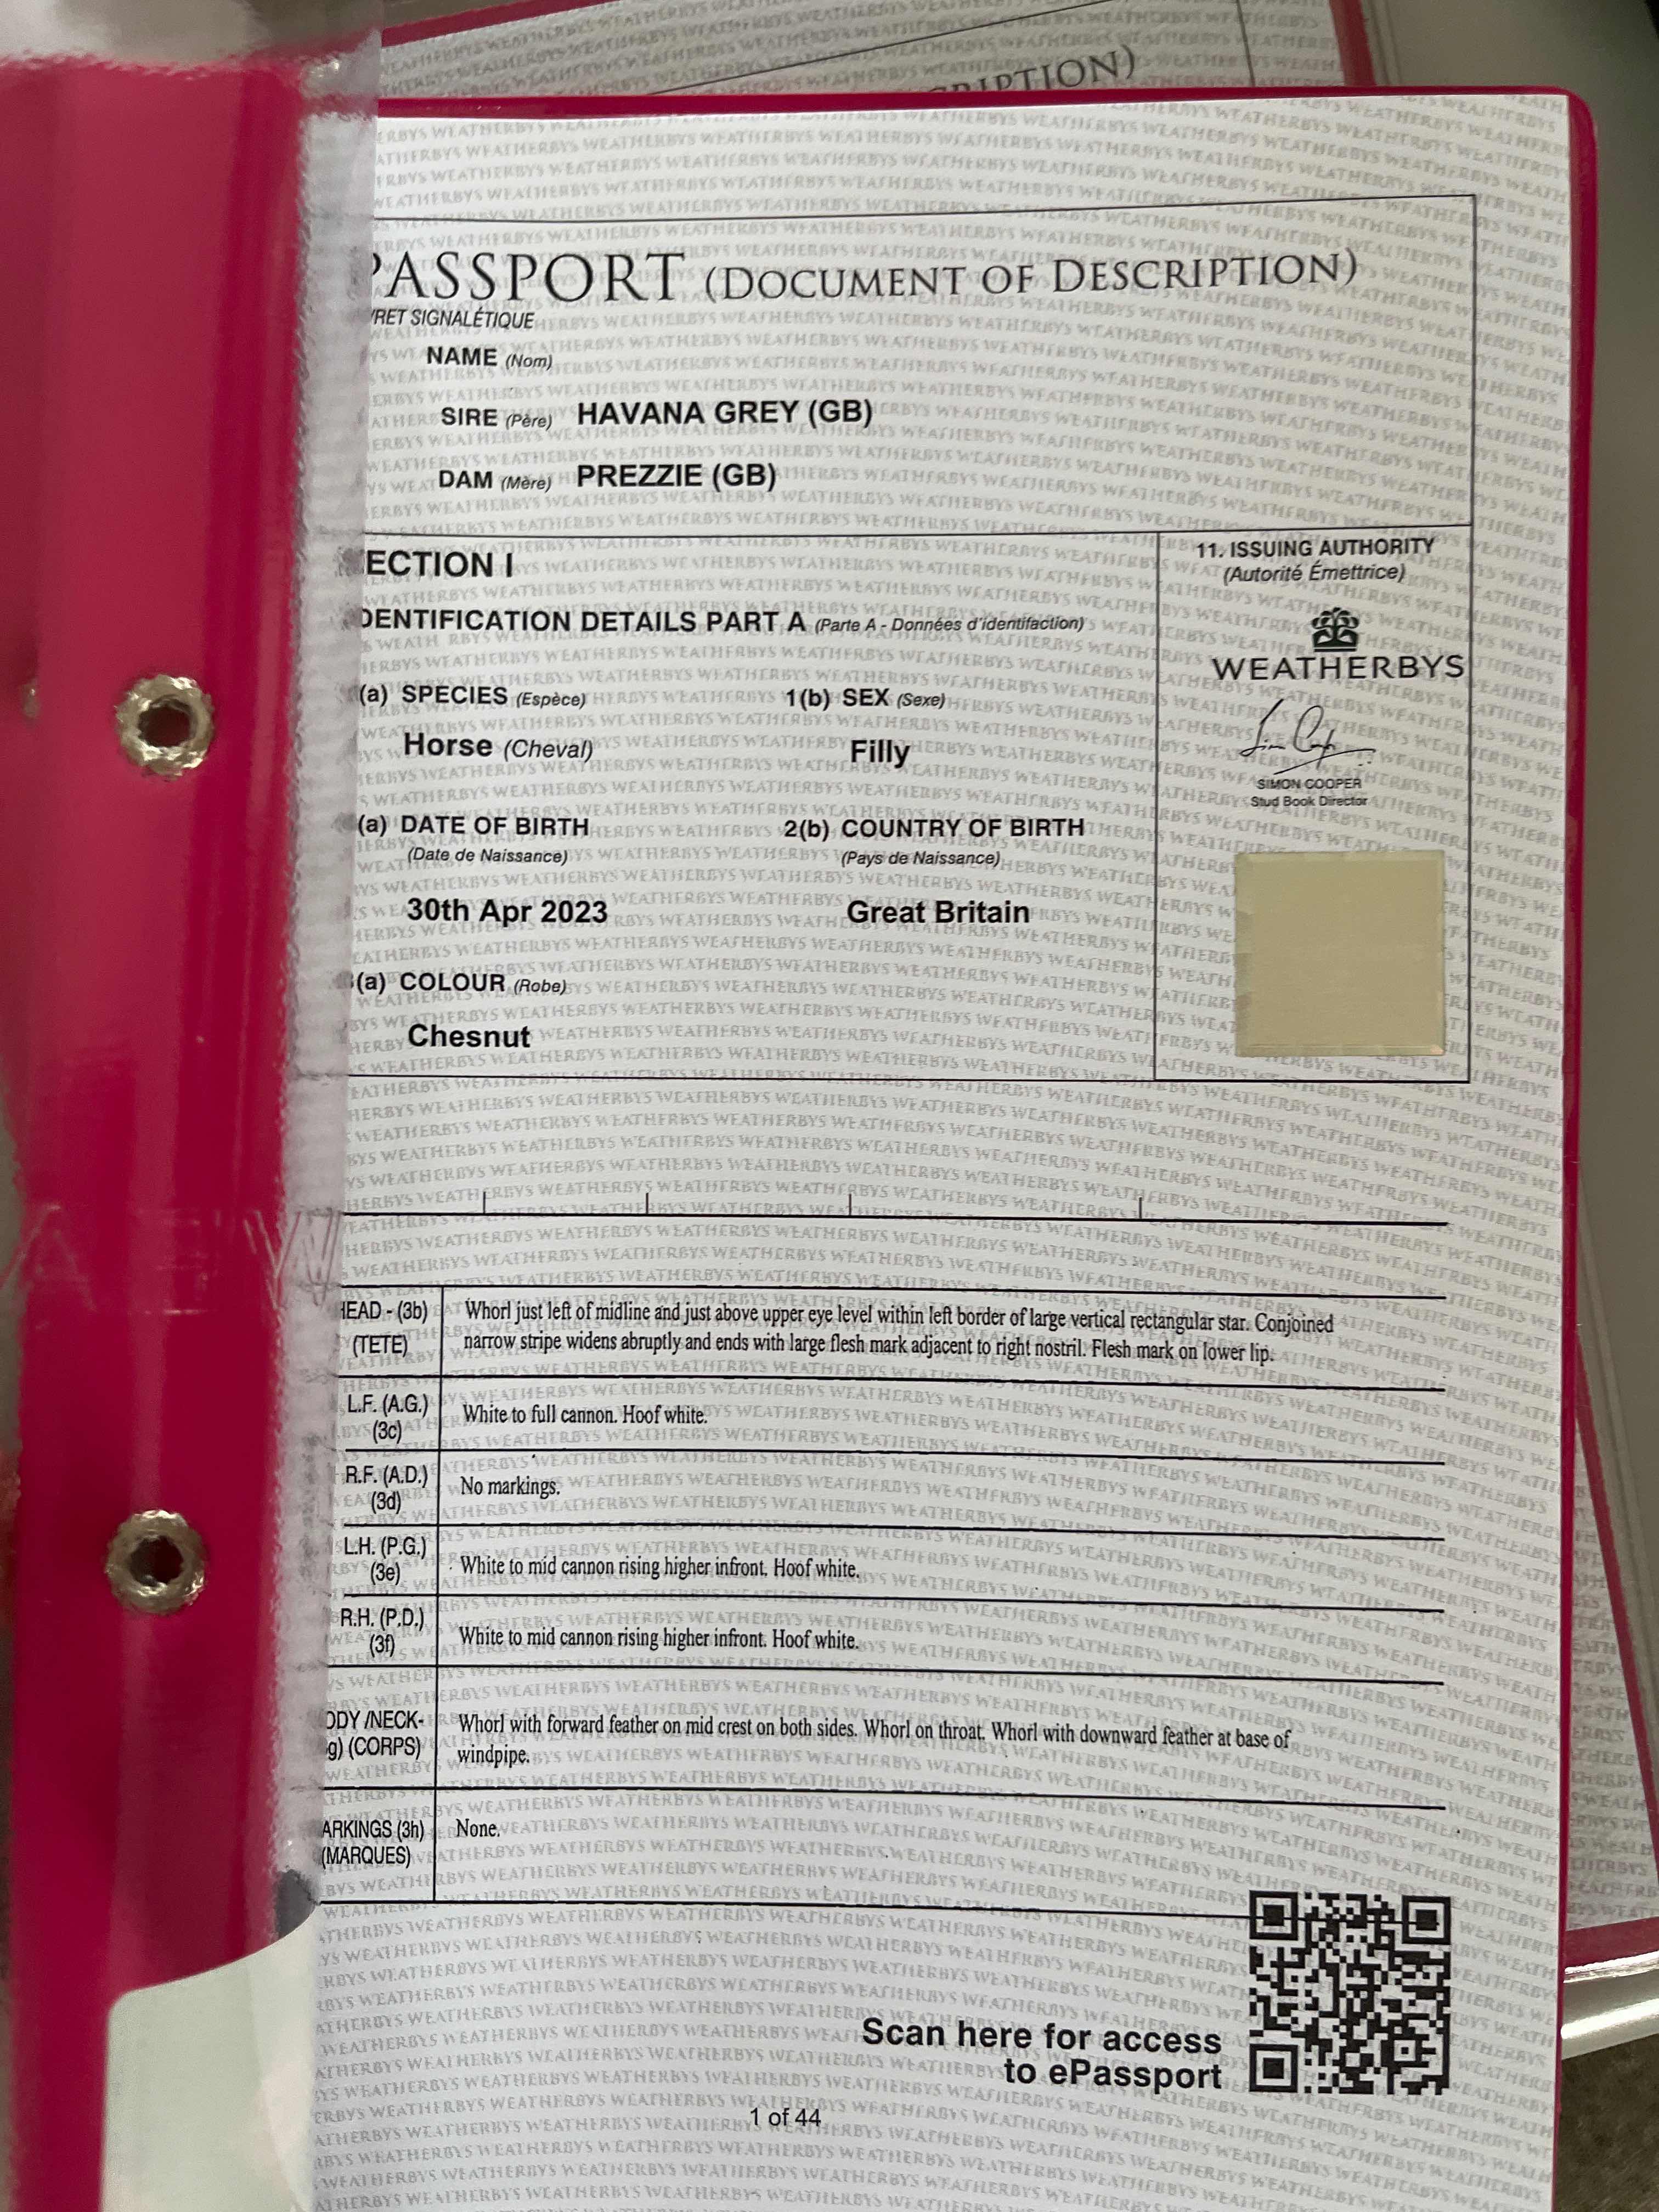 PASSPORT (DOCUMENT OF DESCRIPTION)
VRET SIGNALÉTIQUE
NAME (Nom)
SIRE (Père) HAVANA GREY (GB)
DAM (Mère) PREZZIE (GB)
ECTION I
DENTIFICATION DETAILS PART A (Parte A - Données d'identifaction)
11. ISSUING AUTHORITY
(Autorité Émettrice)
WEATHERBYS
SIMON COOPER
Stud Book Director
(a) SPECIES (Espèce) 1(b) SEX (Sexe)
Horse (Cheval) Filly
(a) DATE OF BIRTH 2(b) COUNTRY OF BIRTH
(Date de Naissance) (Pays de Naissance)
30th Apr 2023 Great Britain
(a) COLOUR (Robe)
Chesnut
HEAD - (3b) Whorl just left of midline and just above upper eye level within left border of large vertical rectangular star. Conjoined
(TETE) narrow stripe widens abruptly and ends with large flesh mark adjacent to right nostril. Flesh mark on lower lip.
L.F. (A.G.) White to full cannon. Hoof white.
(3c)
R.F. (A.D.) No markings.
(3d)
L.H. (P.G.) White to mid cannon rising higher infront. Hoof white.
(3e)
R.H. (P.D.) White to mid cannon rising higher infront. Hoof white.
(3f)
ODY /NECK- Whorl with forward feather on mid crest on both sides. Whorl on throat. Whorl with downward feather at base of
g) (CORPS) windpipe.
ARKINGS (3h) None.
(MARQUES)
Scan here for access
to ePassport
1 of 44